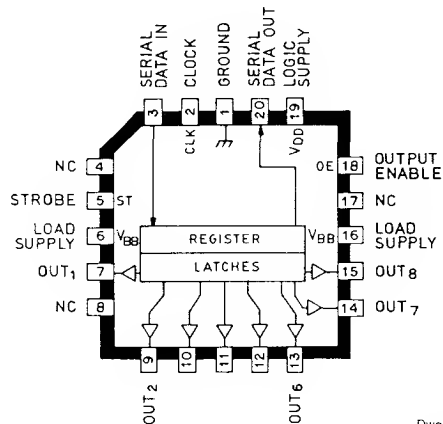 SERIAL
DATA IN
CLOCK
GROUND
SERIAL
DATA OUT
LOGIC
SUPPLY
3
2
1
20
19
CLK
VDD
NC
4
OE
18
OUTPUT
ENABLE
STROBE
5
ST
17
NC
LOAD
SUPPLY
6
VBB
REGISTER
VBB
16
LOAD
SUPPLY
OUT1
7
LATCHES
15
OUT8
NC
8
14
OUT7
9
10
11
12
13
OUT2
OUT6